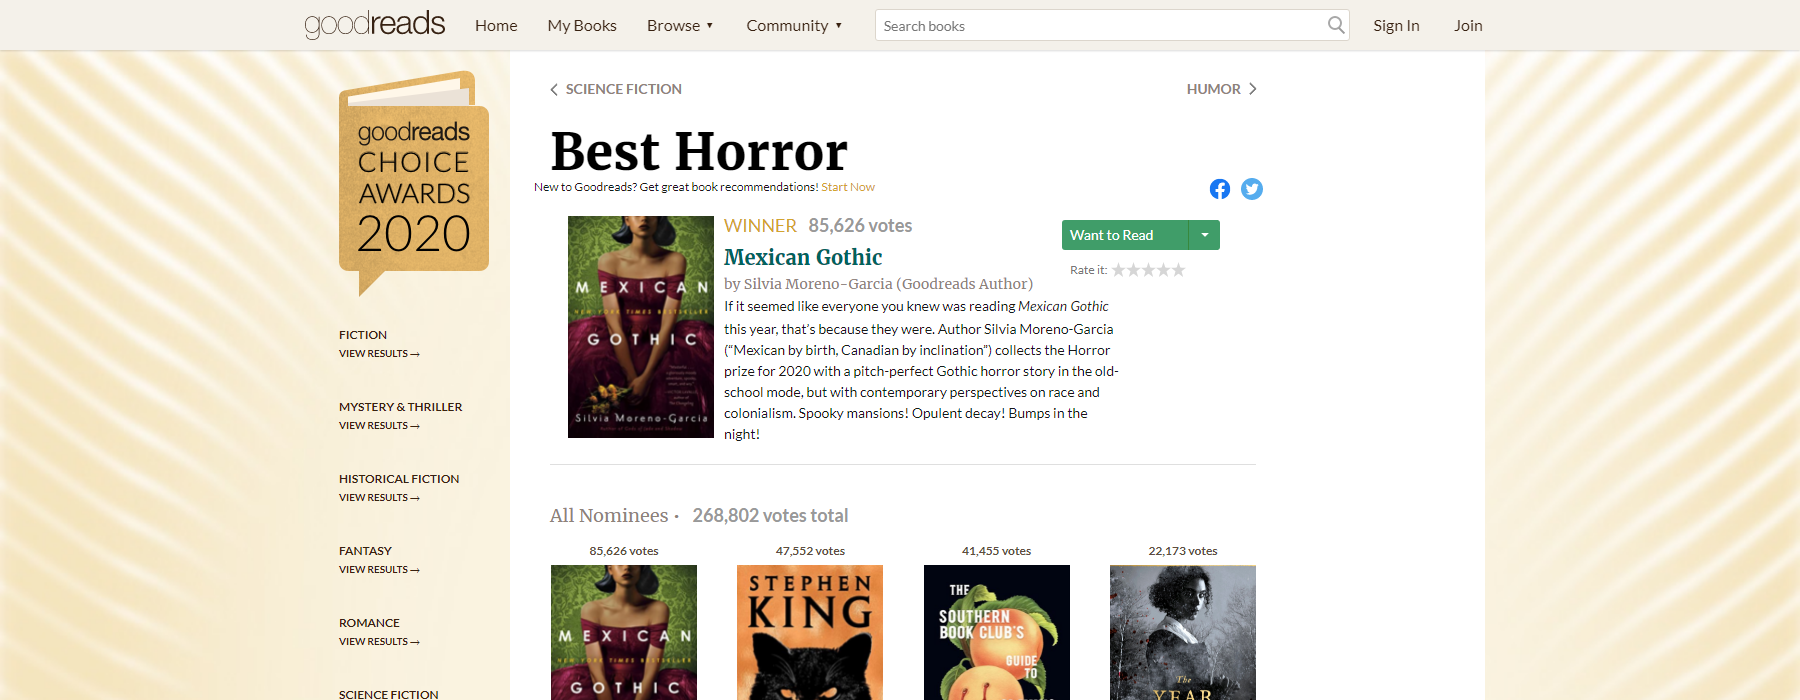 goodreads Home My Books Browse ▼ Community ▼ Search books Sign In Join
goodreads
CHOICE
AWARDS
2020
FICTION
VIEW RESULTS →
MYSTERY & THRILLER
VIEW RESULTS →
HISTORICAL FICTION
VIEW RESULTS →
FANTASY
VIEW RESULTS →
ROMANCE
VIEW RESULTS →
SCIENCE FICTION
SCIENCE FICTION HUMOR
Best Horror
New to Goodreads? Get great book recommendations! Start Now
MEXICAN
NEW YORK TIMES BESTSELLER
GOTHIC
Silvia Moreno-Garcia
WINNER 85,626 votes
Mexican Gothic
by Silvia Moreno-Garcia (Goodreads Author)
If it seemed like everyone you knew was reading Mexican Gothic
this year, that’s because they were. Author Silvia Moreno-Garcia
(“Mexican by birth, Canadian by inclination”) collects the Horror
prize for 2020 with a pitch-perfect Gothic horror story in the old-
school mode, but with contemporary perspectives on race and
colonialism. Spooky mansions! Opulent decay! Bumps in the
night!
Want to Read
Rate it:
All Nominees • 268,802 votes total
85,626 votes
MEXICAN
NEW YORK TIMES BESTSELLER
GOTHIC
47,552 votes
STEPHEN
KING
41,455 votes
THE
SOUTHERN
BOOK CLUB'S
GUIDE
TO
22,173 votes
The
YEAR